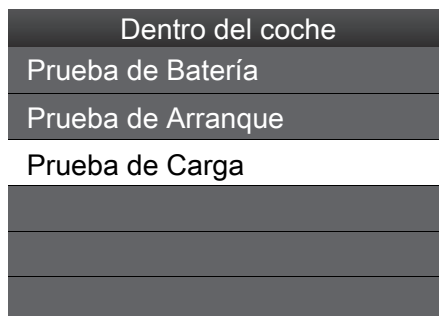 Dentro del coche
Prueba de Batería
Prueba de Arranque
Prueba de Carga